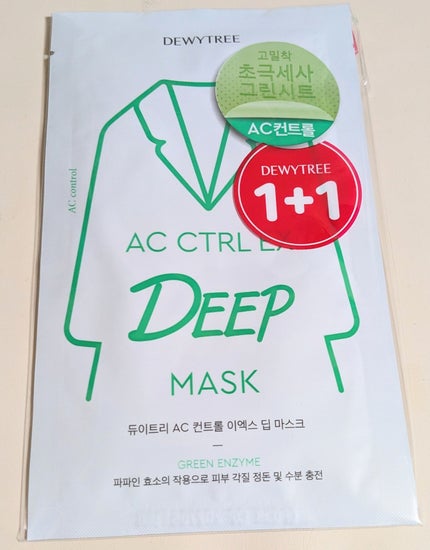 DEWYTREE
고밀착
초극세사
그린시트
AC컨트롤
DEWYTREE
1+1
AC control
AC CTRL EX
DEEP
MASK
듀이트리 AC 컨트롤 이엑스 딥 마스크
GREEN ENZYME
파파인 효소의 작용으로 피부 각질 정돈 및 수분 충전